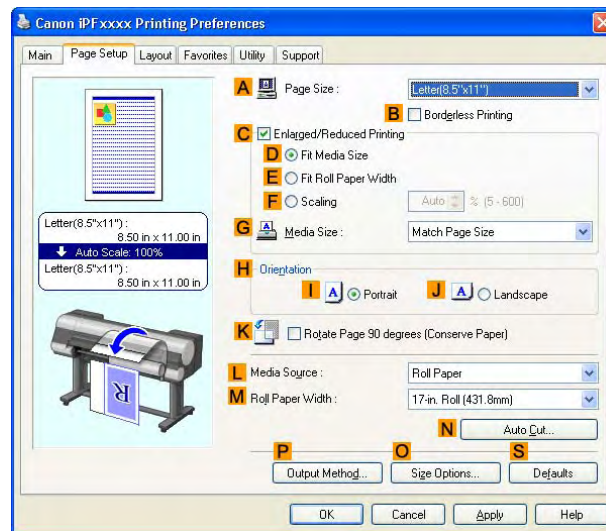 Canon iPFxxxx Printing Preferences
Main Page Setup Layout Favorites Utility Support
A Page Size : Letter(8.5"x11")
B Borderless Printing
C Enlarged/Reduced Printing
D Fit Media Size
E Fit Roll Paper Width
F Scaling Auto % (5 - 600)
G A Media Size : Match Page Size
Letter(8.5"x11") :
8.50 in x 11.00 in
Auto Scale: 100%
Letter(8.5"x11") :
8.50 in x 11.00 in
H Orientation
I A Portrait J A Landscape
K Rotate Page 90 degrees (Conserve Paper)
R
L Media Source : Roll Paper
M Roll Paper Width : 17-in. Roll (431.8mm)
N Auto Cut...
P O S
Output Method... Size Options... Defaults
OK Cancel Apply Help